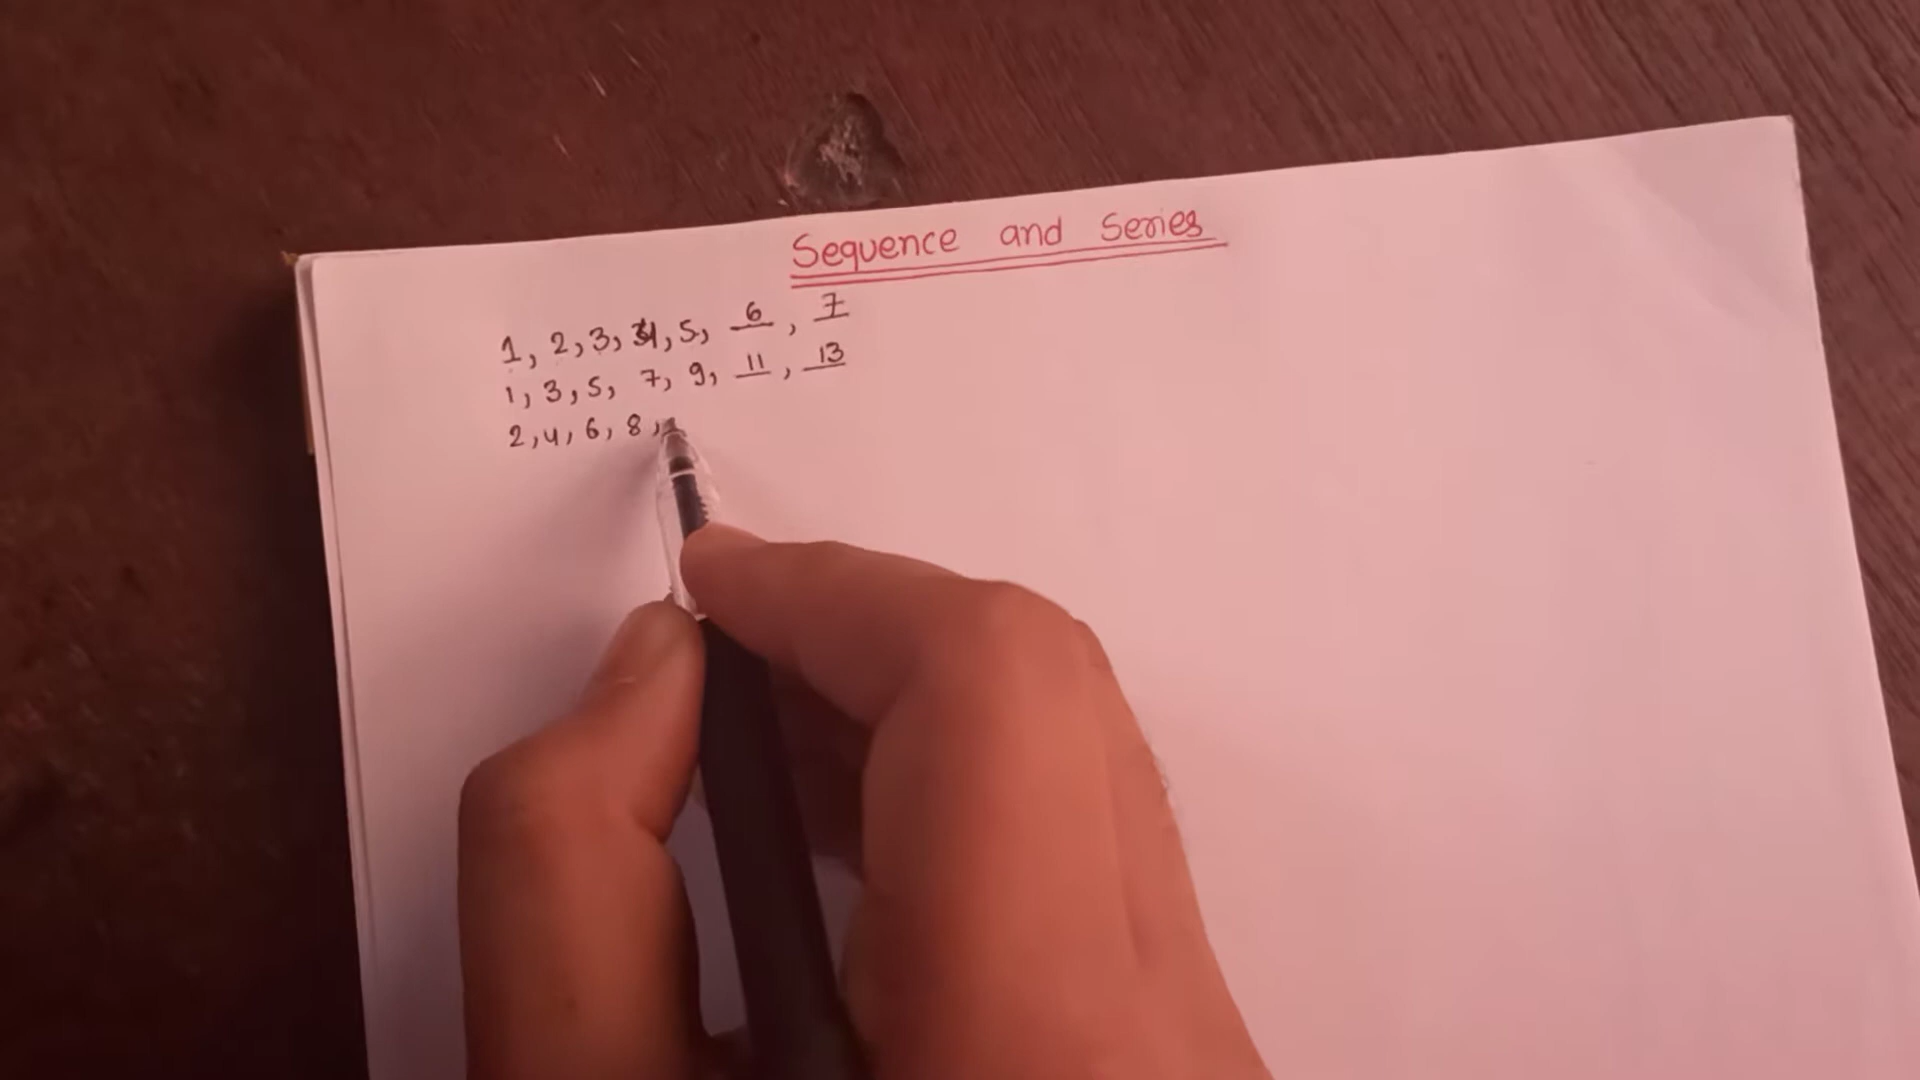 Sequence and Series
1, 2, 3, 4, 5, 6, 7
1, 3, 5, 7, 9, 11, 13
2, 4, 6, 8,